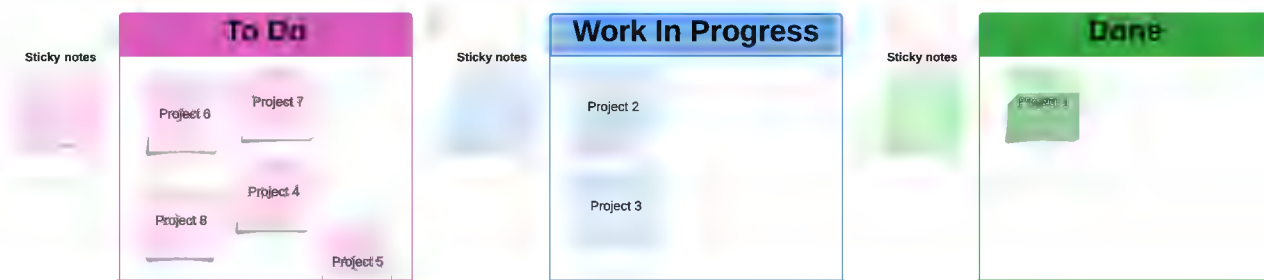 To Do
Sticky notes
Project 6
Project 7
Project 4
Project 8
Project 5
Work In Progress
Sticky notes
Project 2
Project 3
Done
Sticky notes
Project 1